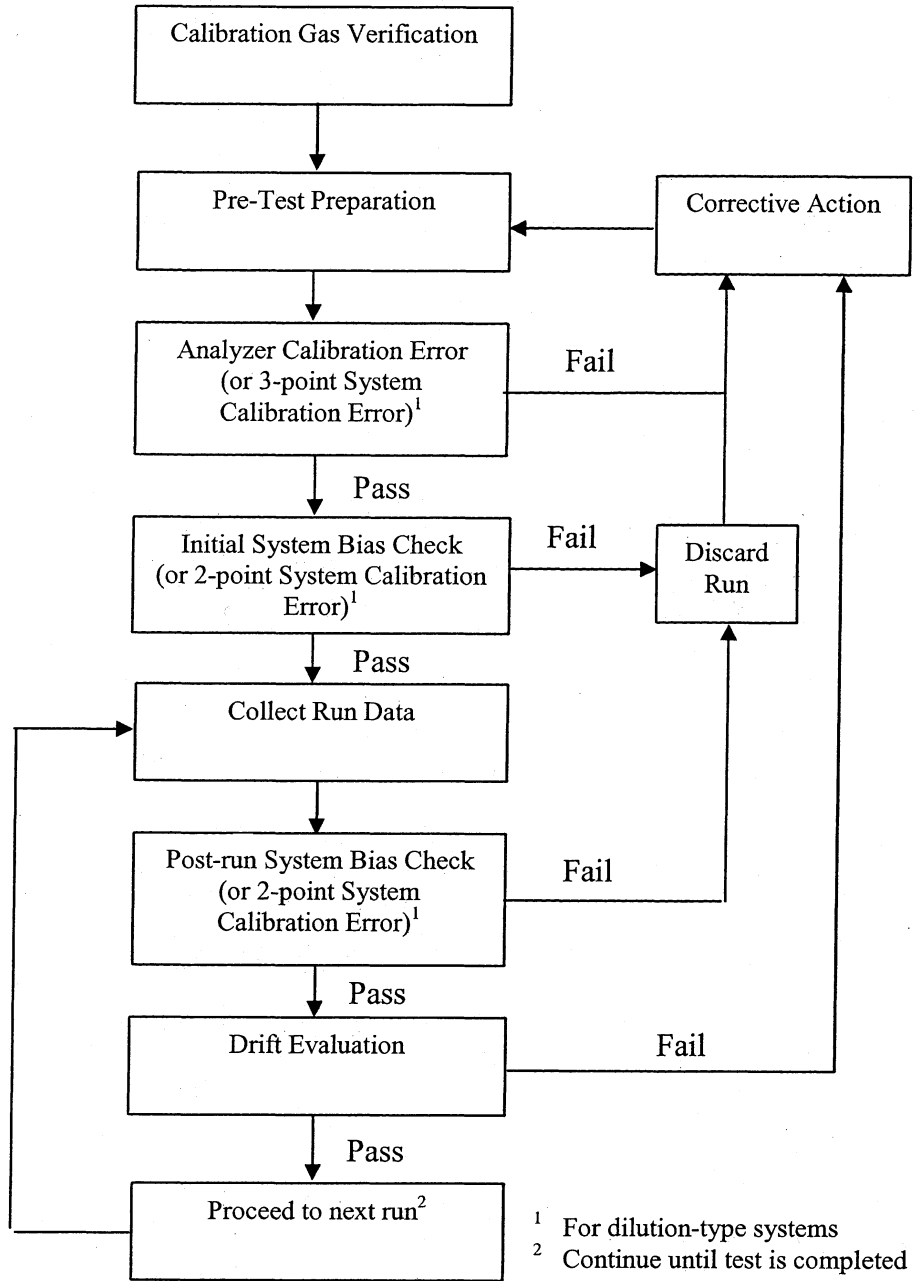 Calibration Gas Verification
Pre-Test Preparation
Corrective Action
Analyzer Calibration Error
(or 3-point System
Calibration Error)¹
Fail
Pass
Initial System Bias Check
(or 2-point System Calibration
Error)¹
Fail
Discard
Run
Pass
Collect Run Data
Post-run System Bias Check
(or 2-point System
Calibration Error)¹
Fail
Pass
Drift Evaluation
Fail
Pass
Proceed to next run²
¹ For dilution-type systems
² Continue until test is completed